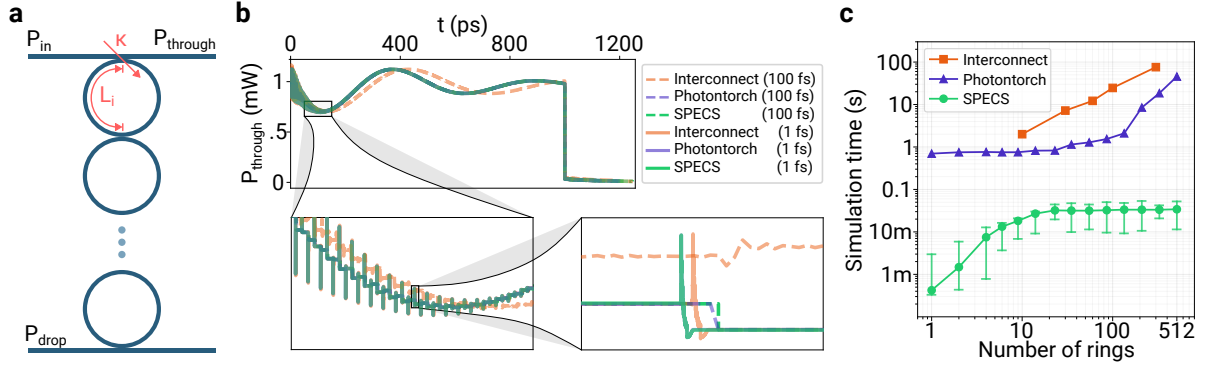 a
P_in
κ
P_through
L_i
P_drop
b
t (ps)
0
400
800
1200
P_through (mW)
1
.5
0
Interconnect (100 fs)
Photontorch (100 fs)
SPECS (100 fs)
Interconnect (1 fs)
Photontorch (1 fs)
SPECS (1 fs)
c
Interconnect
Photontorch
SPECS
Simulation time (s)
100
10
1
0.1
10m
1m
1
10
100
512
Number of rings